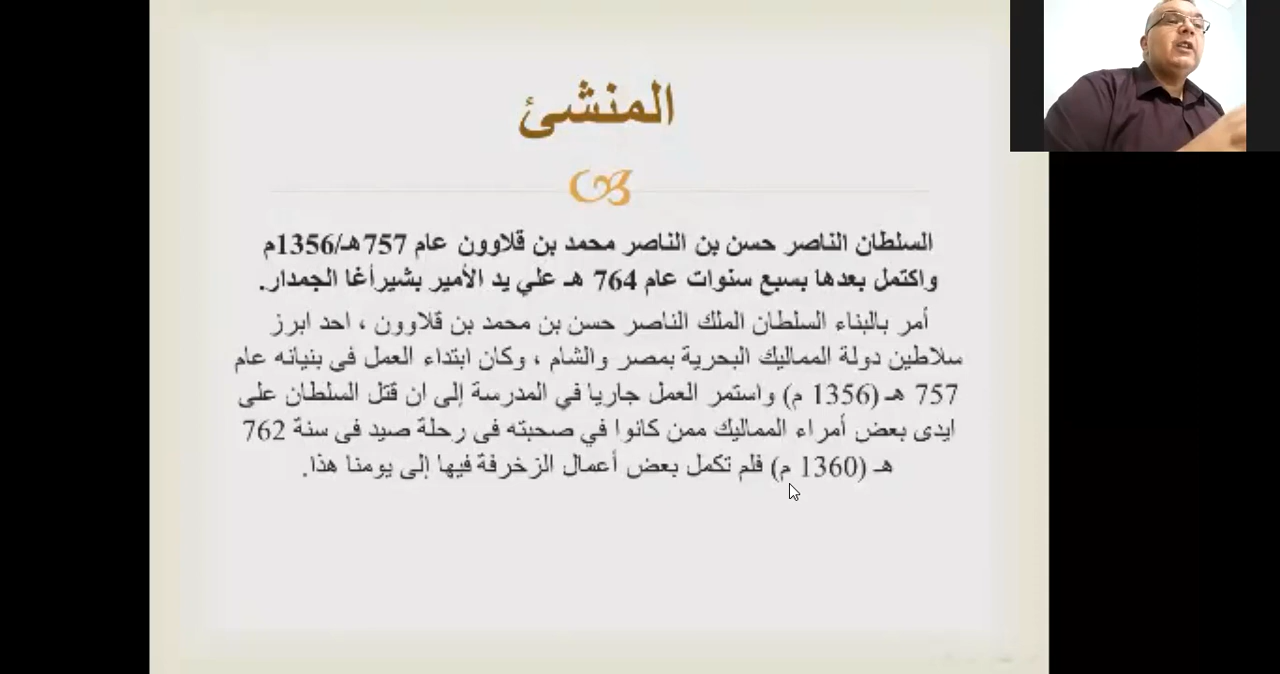 المنشئ
السلطان الناصر حسن بن الناصر محمد بن قلاوون عام 757هـ/1356م
واكتمل بعدها بسبع سنوات عام 764 هـ علي يد الأمير بشيرأغا الجمدار.
أمر بالبناء السلطان الملك الناصر حسن بن محمد بن قلاوون ، احد ابرز
سلاطين دولة المماليك البحرية بمصر والشام ، وكان ابتداء العمل فى بنيانه عام
757 هـ (1356 م) واستمر العمل جاريا في المدرسة إلى ان قتل السلطان على
ايدى بعض أمراء المماليك ممن كانوا في صحبته فى رحلة صيد فى سنة 762
هـ (1360 م) فلم تكمل بعض أعمال الزخرفة فيها إلى يومنا هذا.